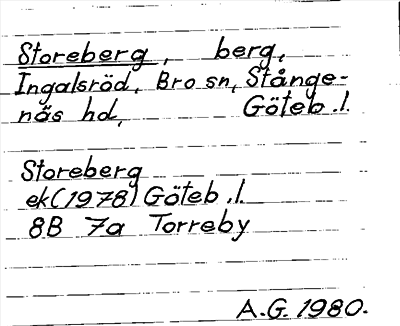 Storeberg, berg,
Ingalsröd, Bro sn, Stånge-
näs hd, Göteb.l.
Storeberg
ek(1978) Göteb.l.
8B 7a Torreby
A.G. 1980.